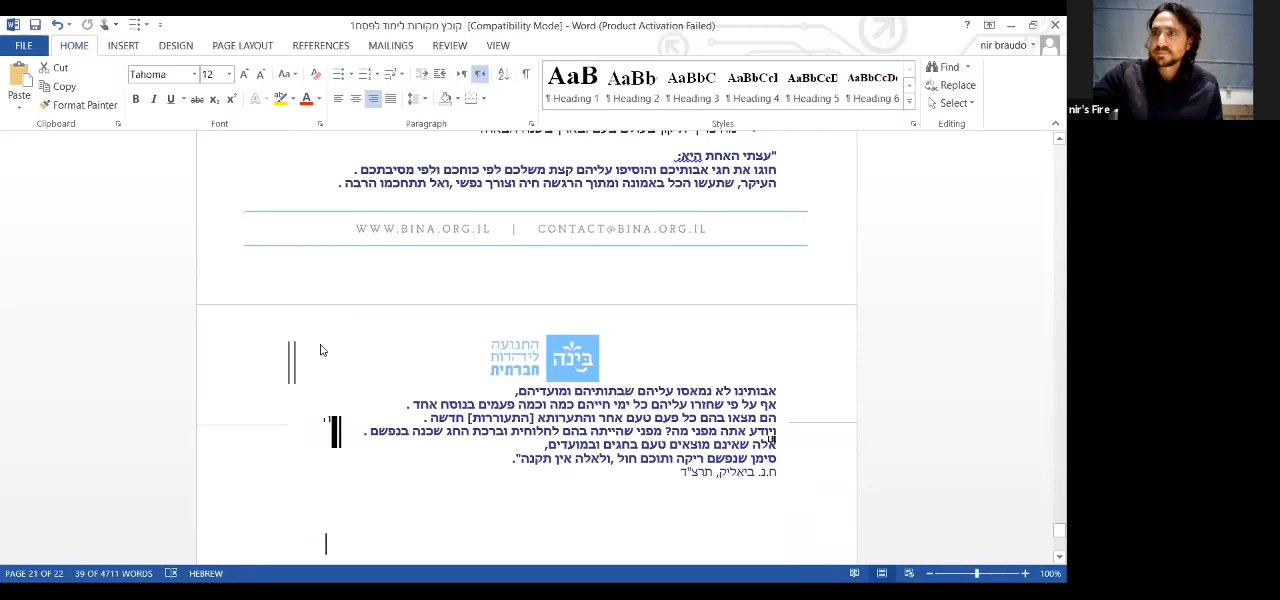 קובץ מקורות לימוד לפסח1 [Compatibility Mode] - Word (Product Activation Failed)
FILE HOME INSERT DESIGN PAGE LAYOUT REFERENCES MAILINGS REVIEW VIEW nir braudo
Paste Cut Copy Format Painter
Tahoma 12
AaB AaBb AaBbC AaBbCcI AaBbCcD AaBbCc
¶ Heading 1 ¶ Heading 2 ¶ Heading 3 ¶ Heading 4 ¶ Heading 5 ¶ Heading 6
Find Replace Select
Clipboard Font Paragraph Styles Editing
nir's Fire
"עצתי האחת היא:
חוגו את חגי אבותיכם והוסיפו עליהם קצת משלכם לפי כוחכם ולפי מסיבתכם .
העיקר, שתעשו הכל באמונה ומתוך הרגשה חיה וצורך נפשי ,ואל תתחכמו הרבה .
WWW.BINA.ORG.IL | CONTACT@BINA.ORG.IL
בינה
התנועה
ליהדות
חברתית
אבותינו לא נמאסו עליהם שבתותיהם ומועדיהם,
אף על פי שחזרו עליהם כל ימי חייהם כמה וכמה פעמים בנוסח אחד .
הם מצאו בהם כל פעם טעם אחר והתערותא [התעוררות] חדשה .
ויודע אתה מפני מה? מפני שהייתה בהם לחלוחית וברכת החג שכנה בנפשם .
אלה שאינם מוצאים טעם בחגים ובמועדים,
סימן שנפשם ריקה ותוכם חול ,ולאלה אין תקנה".
ח.נ. ביאליק, תרצ"ד
PAGE 21 OF 22 39 OF 4711 WORDS HEBREW 100%